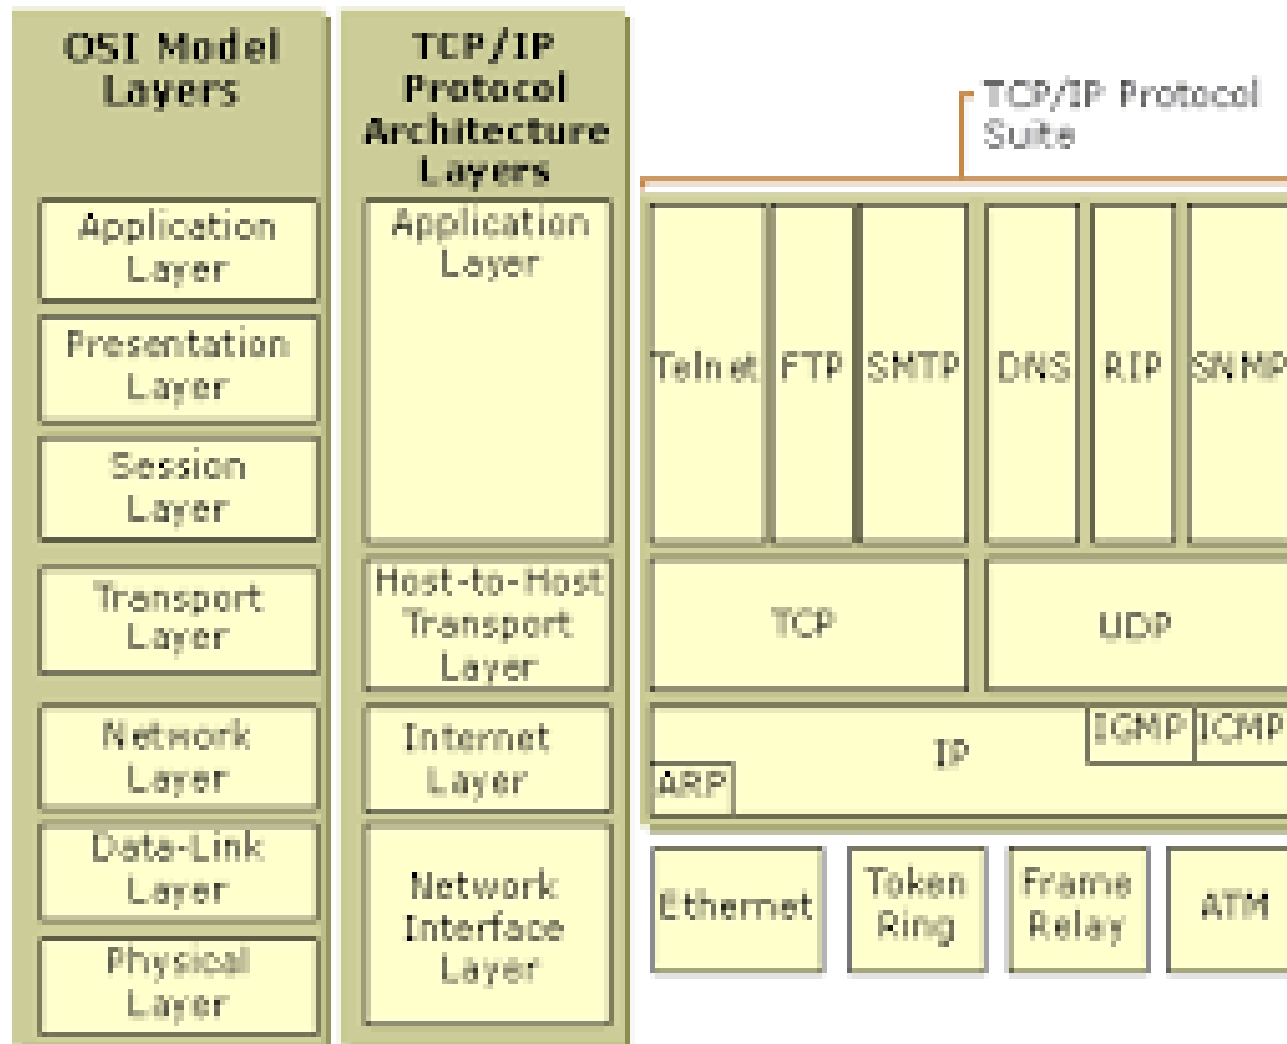 OSI Model
Layers
Application
Layer
Presentation
Layer
Session
Layer
Transport
Layer
Network
Layer
Data-Link
Layer
Physical
Layer
TCP/IP
Protocol
Architecture
Layers
Application
Layer
Host-to-Host
Transport
Layer
Internet
Layer
Network
Interface
Layer
TCP/IP Protocol
Suite
Telnet
FTP
SMTP
DNS
RIP
SNMP
TCP
UDP
IP
IGMP
ICMP
ARP
Ethernet
Token
Ring
Frame
Relay
ATM